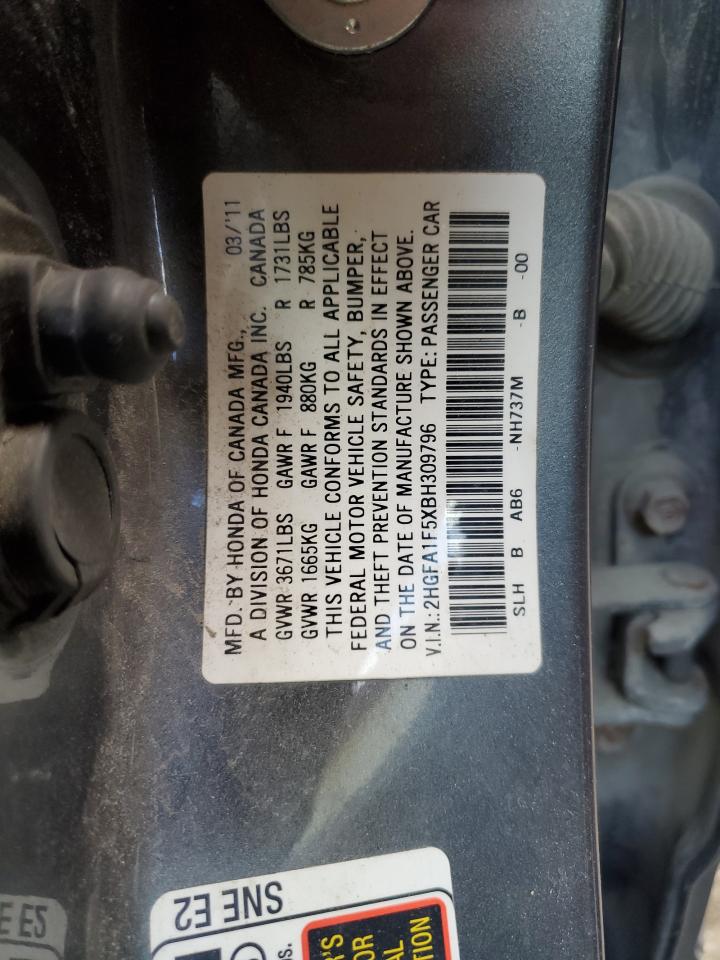 MFD. BY HONDA OF CANADA MFG., 03/'11
A DIVISION OF HONDA CANADA INC. CANADA
GVWR 3671LBS GAWR F 1940LBS R 1731LBS
GVWR 1665KG GAWR F 880KG R 785KG
THIS VEHICLE CONFORMS TO ALL APPLICABLE
FEDERAL MOTOR VEHICLE SAFETY, BUMPER,
AND THEFT PREVENTION STANDARDS IN EFFECT
ON THE DATE OF MANUFACTURE SHOWN ABOVE.
V.I.N.: 2HGFA1F5XBH309796 TYPE: PASSENGER CAR
SLH B AB6 -NH737M -B -00
SNE E2